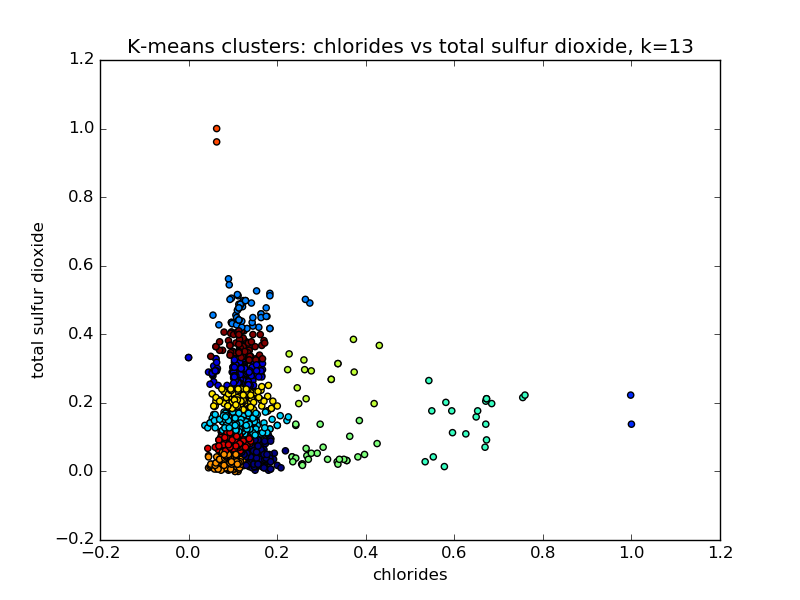 K-means clusters: chlorides vs total sulfur dioxide, k=13
1.2
1.0
0.8
0.6
0.4
0.2
0.0
−0.2
total sulfur dioxide
−0.2 0.0 0.2 0.4 0.6 0.8 1.0 1.2
chlorides